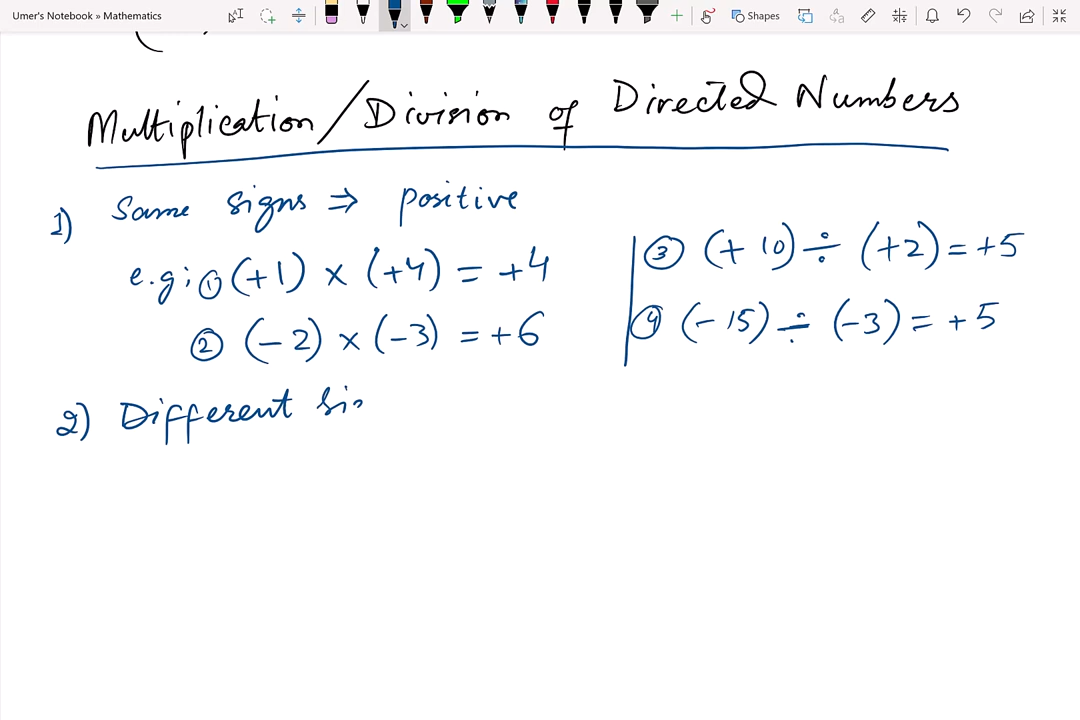 Umer's Notebook » Mathematics
Shapes
Multiplication/Division of Directed Numbers
1) Same signs ⇒ positive
e.g; ① (+1) × (+4) = +4
② (-2) × (-3) = +6
③ (+10) ÷ (+2) = +5
④ (-15) ÷ (-3) = +5
2) Different si